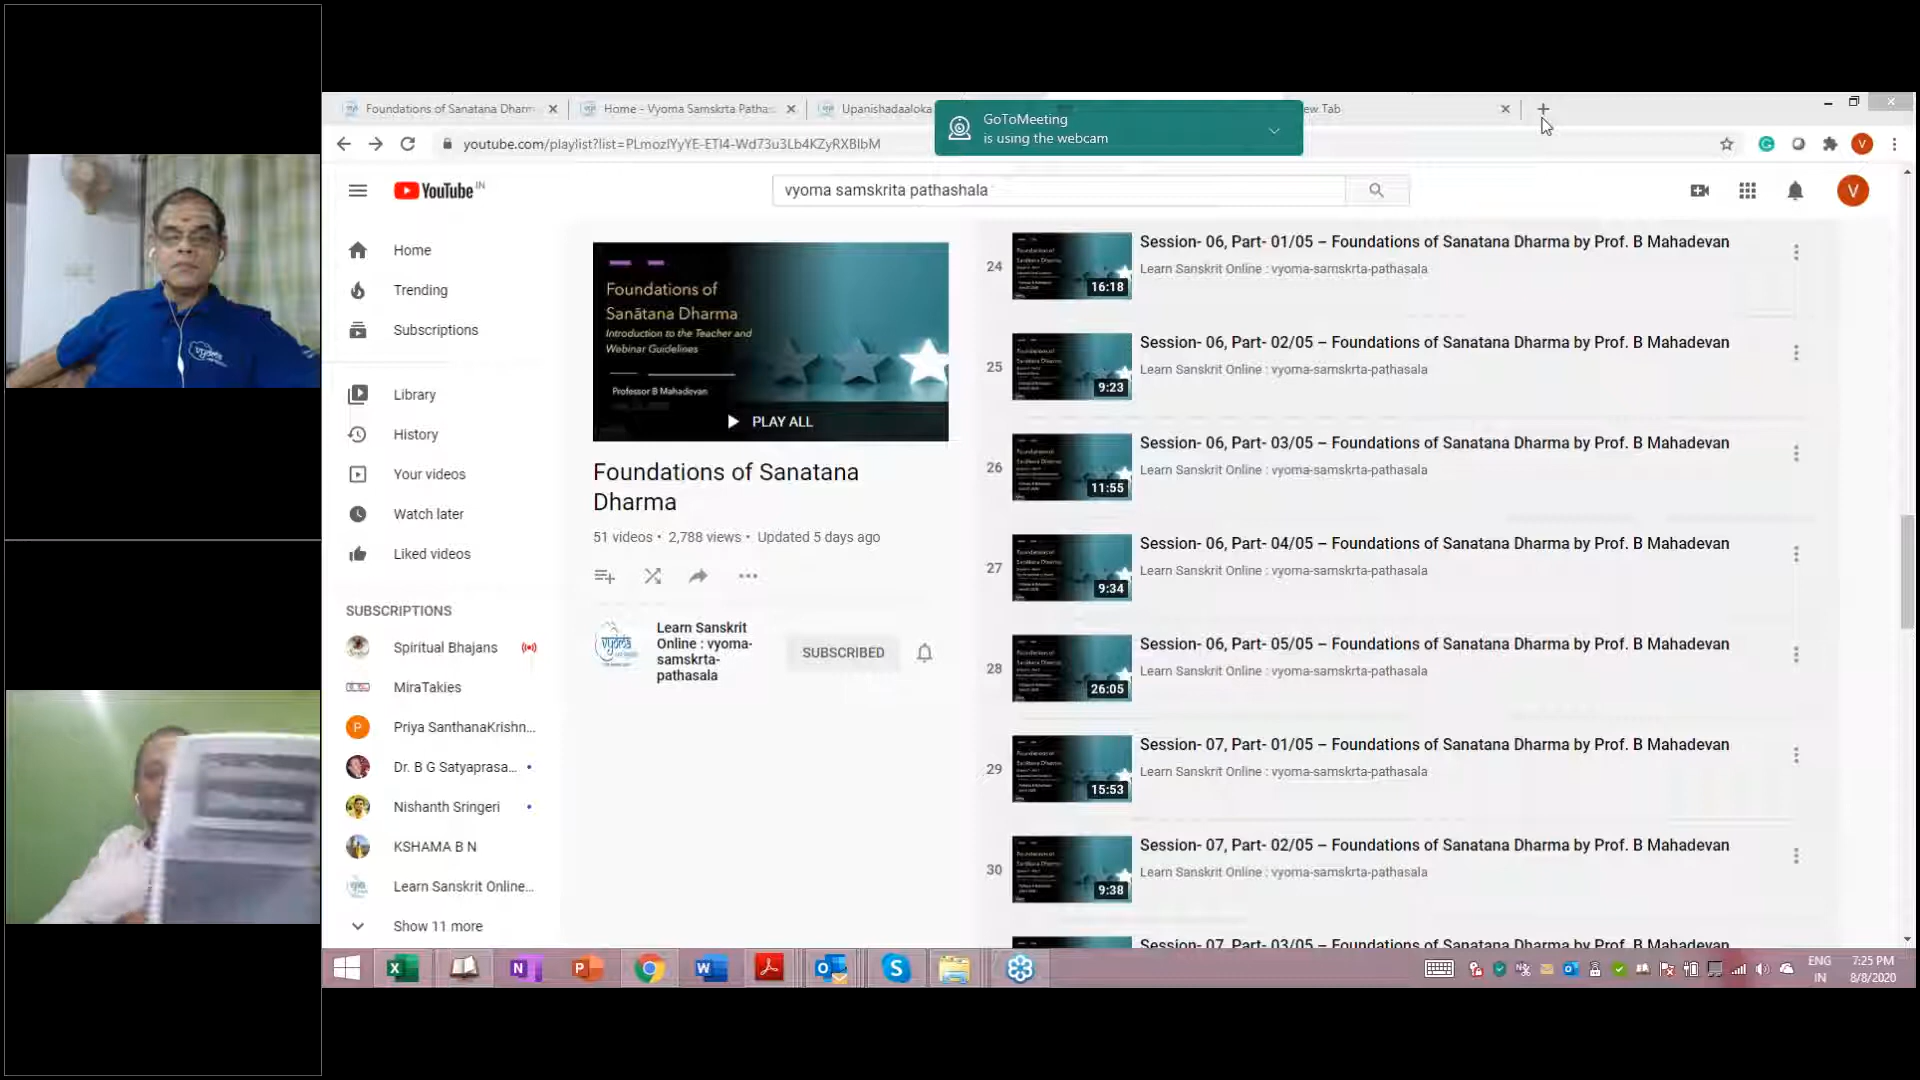 Foundations of Sanatana Dharm
Home - Vyoma Samskrta Patha
Upanishadaaloka
ew Tab
GoToMeeting
is using the webcam
youtube.com/playlist?list=PLmozlYyYE-ETI4-Wd73u3Lb4KZyRXBlbM
YouTube IN
vyoma samskrita pathashala
V
V
Home
Trending
Subscriptions
Library
History
Your videos
Watch later
Liked videos
SUBSCRIPTIONS
Spiritual Bhajans
MiraTakies
P
Priya SanthanaKrishn...
Dr. B G Satyaprasa...
Nishanth Sringeri
KSHAMA B N
Learn Sanskrit Online...
Show 11 more
Foundations of
Sanātana Dharma
Introduction to the Teacher and
Webinar Guidelines
Professor B Mahadevan
PLAY ALL
Foundations of Sanatana
Dharma
51 videos • 2,788 views • Updated 5 days ago
vyoma
Learn Sanskrit
Online : vyoma-
samskrta-
pathasala
SUBSCRIBED
24
16:18
Session- 06, Part- 01/05 – Foundations of Sanatana Dharma by Prof. B Mahadevan
Learn Sanskrit Online : vyoma-samskrta-pathasala
25
9:23
Session- 06, Part- 02/05 – Foundations of Sanatana Dharma by Prof. B Mahadevan
Learn Sanskrit Online : vyoma-samskrta-pathasala
26
11:55
Session- 06, Part- 03/05 – Foundations of Sanatana Dharma by Prof. B Mahadevan
Learn Sanskrit Online : vyoma-samskrta-pathasala
27
9:34
Session- 06, Part- 04/05 – Foundations of Sanatana Dharma by Prof. B Mahadevan
Learn Sanskrit Online : vyoma-samskrta-pathasala
28
26:05
Session- 06, Part- 05/05 – Foundations of Sanatana Dharma by Prof. B Mahadevan
Learn Sanskrit Online : vyoma-samskrta-pathasala
29
15:53
Session- 07, Part- 01/05 – Foundations of Sanatana Dharma by Prof. B Mahadevan
Learn Sanskrit Online : vyoma-samskrta-pathasala
30
9:38
Session- 07, Part- 02/05 – Foundations of Sanatana Dharma by Prof. B Mahadevan
Learn Sanskrit Online : vyoma-samskrta-pathasala
Session- 07, Part- 03/05 – Foundations of Sanatana Dharma by Prof. B Mahadevan
ENG
IN
7:25 PM
8/8/2020